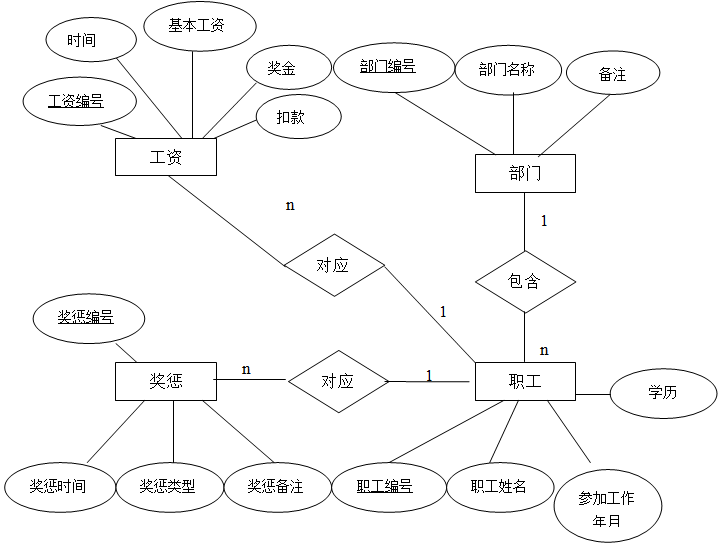 基本工资
时间
奖金
工资编号
扣款
工资
部门编号
部门名称
备注
部门
n
1
对应
包含
1
n
奖惩编号
奖惩
n
对应
1
职工
学历
奖惩时间
奖惩类型
奖惩备注
职工编号
职工姓名
参加工作
年月